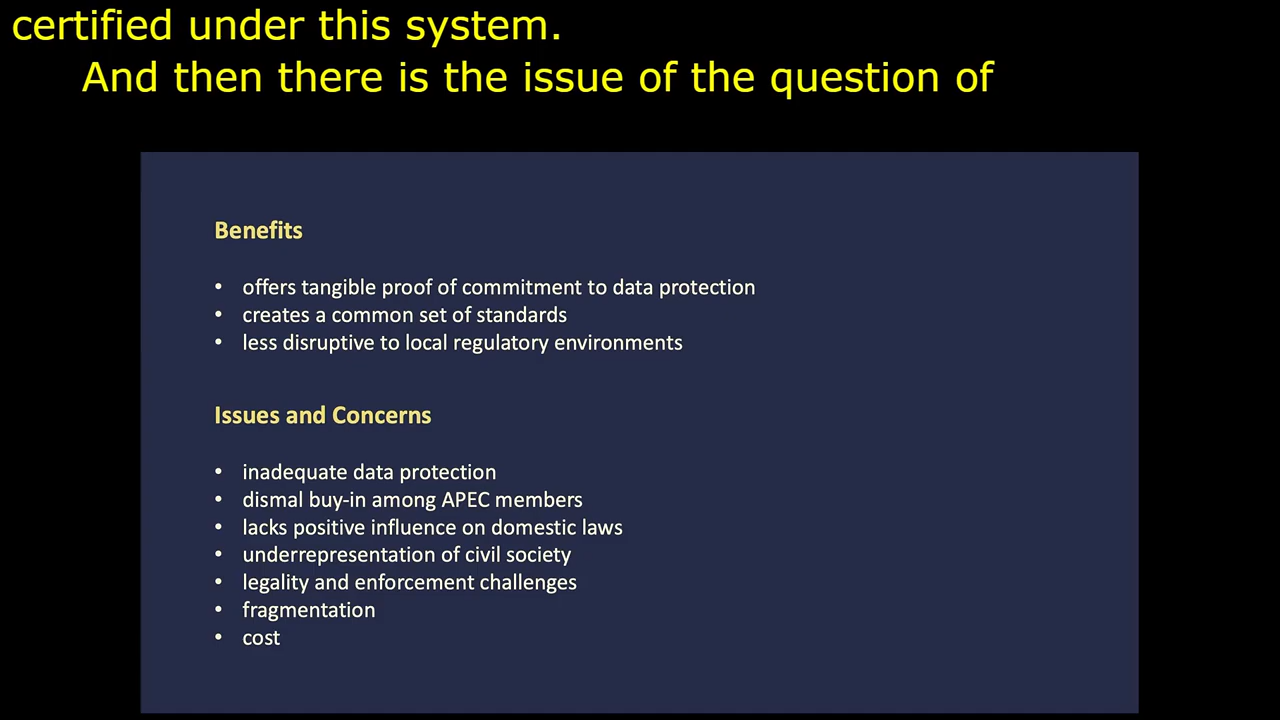 certified under this system.
And then there is the issue of the question of
Benefits
• offers tangible proof of commitment to data protection
• creates a common set of standards
• less disruptive to local regulatory environments
Issues and Concerns
• inadequate data protection
• dismal buy-in among APEC members
• lacks positive influence on domestic laws
• underrepresentation of civil society
• legality and enforcement challenges
• fragmentation
• cost